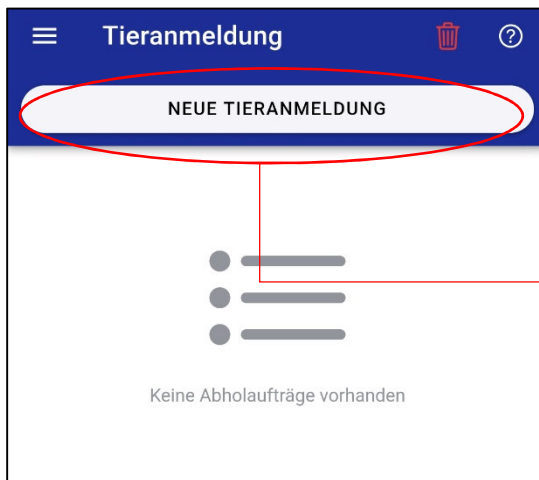 Tieranmeldung
NEUE TIERANMELDUNG
Keine Abholaufträge vorhanden